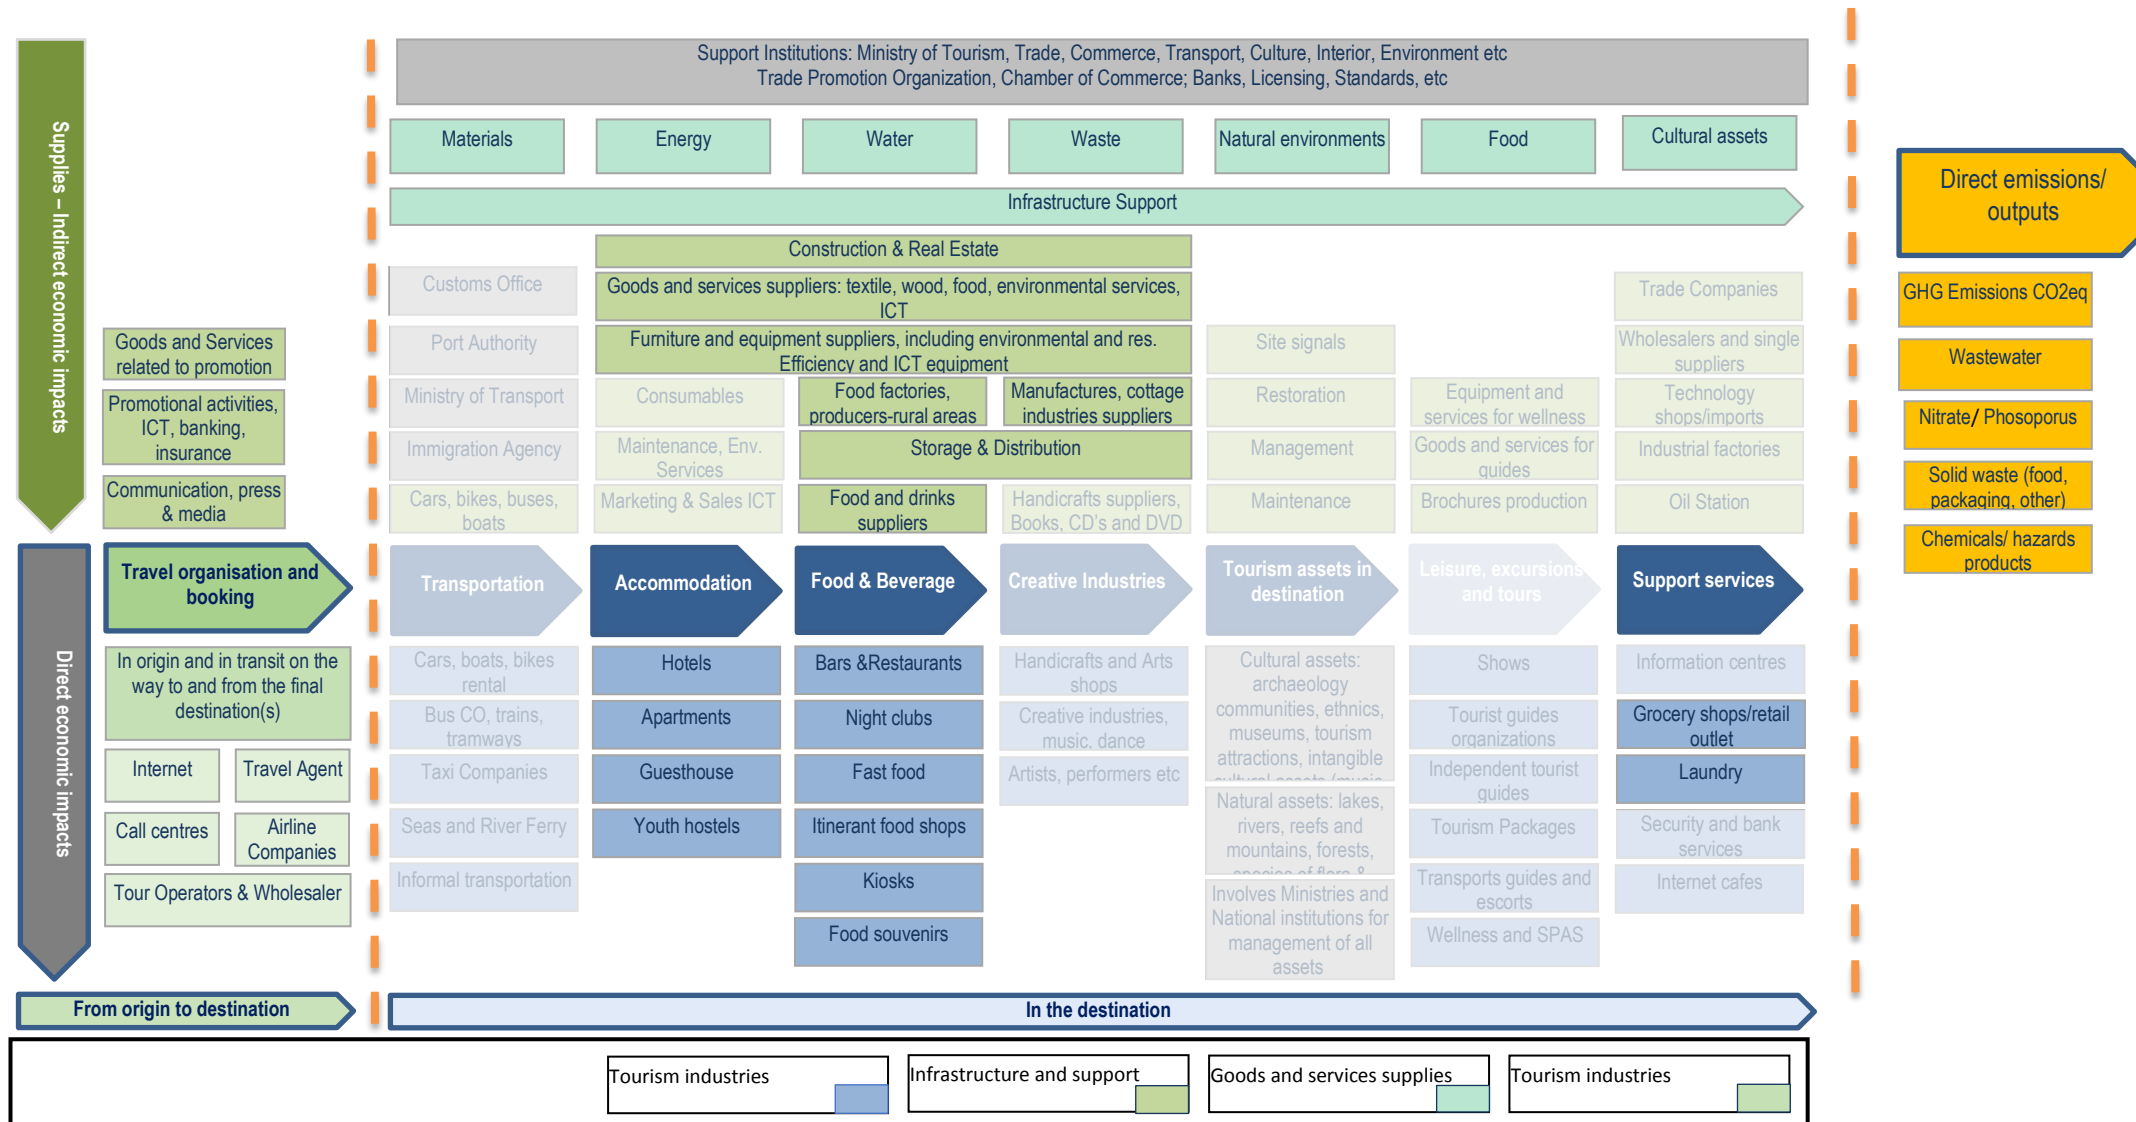 Support Institutions: Ministry of Tourism, Trade, Commerce, Transport, Culture, Interior, Environment etc
Trade Promotion Organization, Chamber of Commerce; Banks, Licensing, Standards, etc
Supplies – Indirect economic impacts
Materials
Energy
Water
Waste
Natural environments
Food
Cultural assets
Infrastructure Support
Direct emissions/
outputs
GHG Emissions CO2eq
Wastewater
Nitrate/ Phosoporus
Solid waste (food,
packaging, other)
Chemicals/ hazards
products
Goods and Services
related to promotion
Promotional activities,
ICT, banking,
insurance
Communication, press
& media
Customs Office
Port Authority
Ministry of Transport
Immigration Agency
Cars, bikes, buses,
boats
Construction & Real Estate
Goods and services suppliers: textile, wood, food, environmental services,
ICT
Furniture and equipment suppliers, including environmental and res.
Efficiency and ICT equipment
Consumables
Maintenance, Env.
Services
Marketing & Sales ICT
Food factories,
producers-rural areas
Manufactures, cottage
industries suppliers
Storage & Distribution
Food and drinks
suppliers
Handicrafts suppliers,
Books, CD's and DVD
Site signals
Restoration
Management
Maintenance
Equipment and
services for wellness
Goods and services for
guides
Brochures production
Trade Companies
Wholesalers and single
suppliers
Technology
shops/imports
Industrial factories
Oil Station
Direct economic impacts
Travel organisation and
booking
Transportation
Accommodation
Food & Beverage
Creative Industries
Tourism assets in
destination
Leisure, excursions
and tours
Support services
In origin and in transit on the
way to and from the final
destination(s)
Internet
Travel Agent
Call centres
Airline
Companies
Tour Operators & Wholesaler
Cars, boats, bikes
rental
Bus CO, trains,
tramways
Taxi Companies
Seas and River Ferry
Informal transportation
Hotels
Apartments
Guesthouse
Youth hostels
Bars &Restaurants
Night clubs
Fast food
Itinerant food shops
Kiosks
Food souvenirs
Handicrafts and Arts
shops
Creative industries,
music, dance
Artists, performers etc
Cultural assets:
archaeology
communities, ethnics,
museums, tourism
attractions, intangible
cultural assets (music
Natural assets: lakes,
rivers, reefs and
mountains, forests,
species of flora &
Involves Ministries and
National institutions for
management of all
assets
Shows
Tourist guides
organizations
Independent tourist
guides
Tourism Packages
Transports guides and
escorts
Wellness and SPAS
Information centres
Grocery shops/retail
outlet
Laundry
Security and bank
services
Internet cafes
From origin to destination
In the destination
Tourism industries
Infrastructure and support
Goods and services supplies
Tourism industries